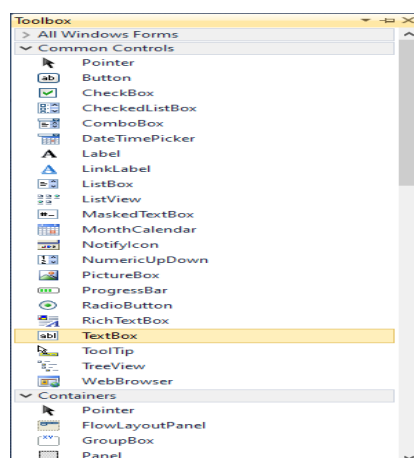 Toolbox
All Windows Forms
Common Controls
Pointer
Button
CheckBox
CheckedListBox
ComboBox
DateTimePicker
Label
LinkLabel
ListBox
ListView
MaskedTextBox
MonthCalendar
NotifyIcon
NumericUpDown
PictureBox
ProgressBar
RadioButton
RichTextBox
TextBox
ToolTip
TreeView
WebBrowser
Containers
Pointer
FlowLayoutPanel
GroupBox
Panel